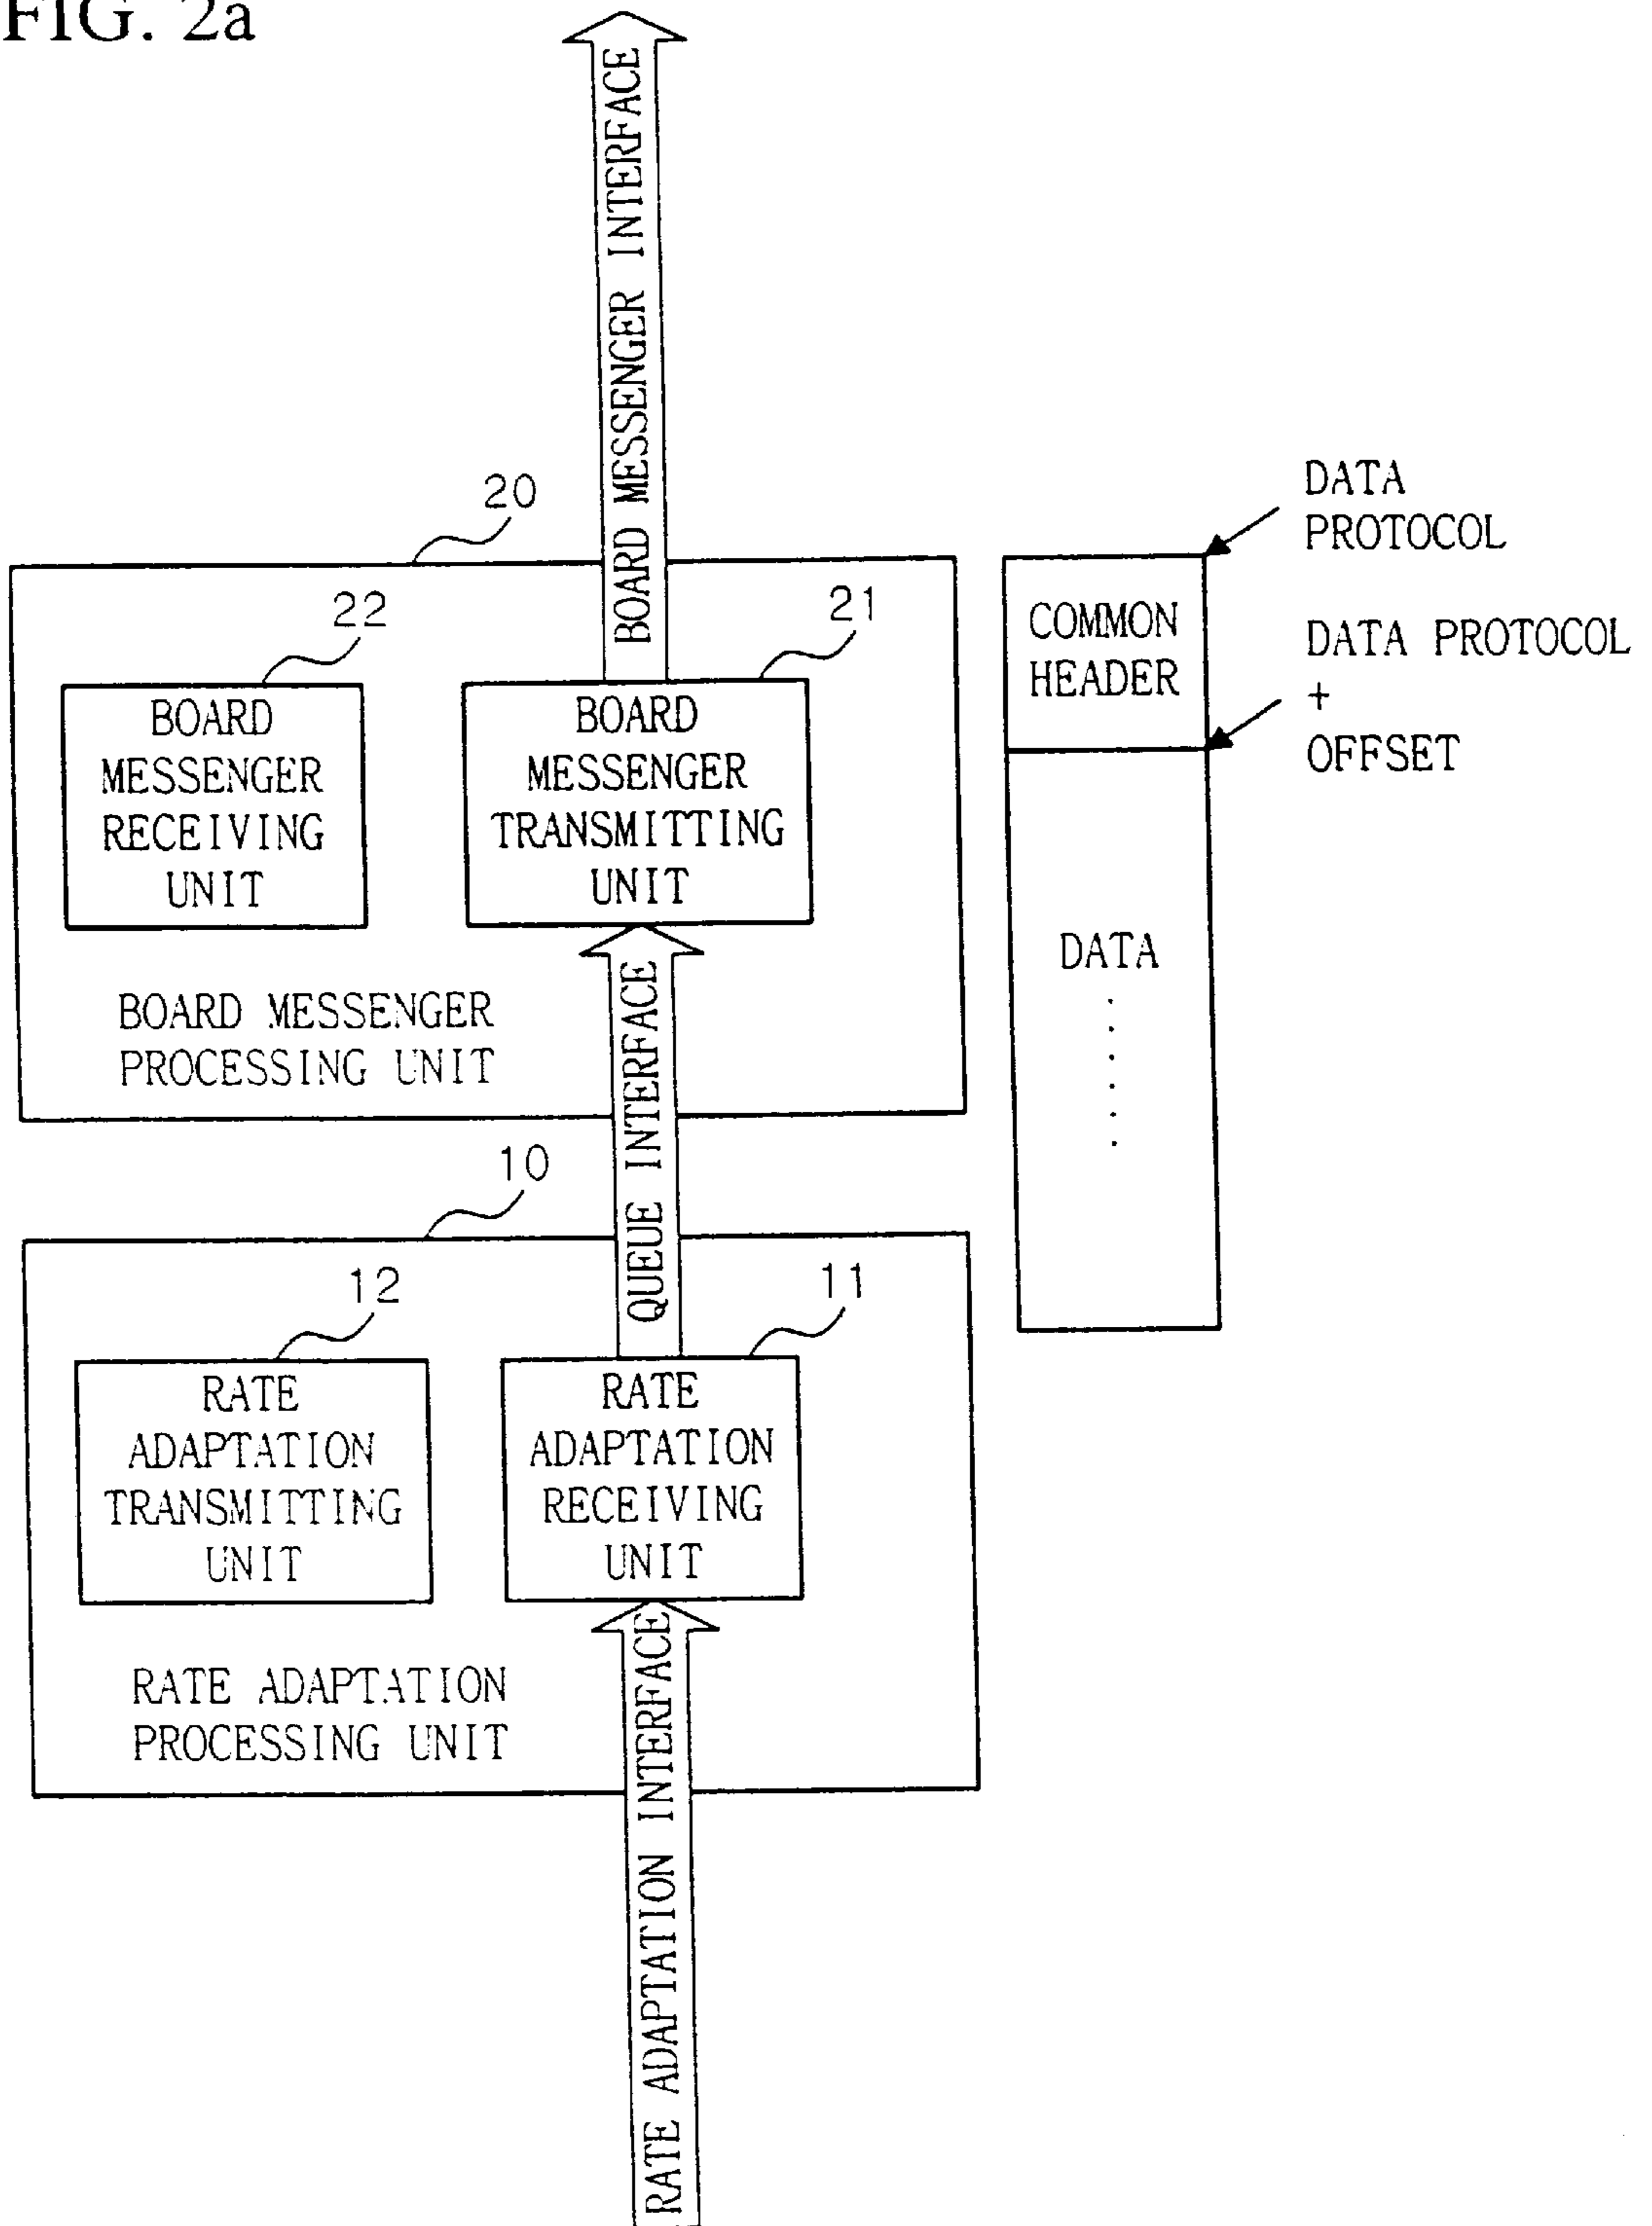 FIG. 2a
BOARD MESSENGER INTERFACE
20
22
21
BOARD
MESSENGER
RECEIVING
UNIT
BOARD
MESSENGER
TRANSMITTING
UNIT
BOARD MESSENGER
PROCESSING UNIT
QUEUE INTERFACE
DATA
PROTOCOL
COMMON
HEADER
DATA PROTOCOL
+
OFFSET
DATA
10
12
11
RATE
ADAPTATION
TRANSMITTING
UNIT
RATE
ADAPTATION
RECEIVING
UNIT
RATE ADAPTATION
PROCESSING UNIT
RATE ADAPTATION INTERFACE